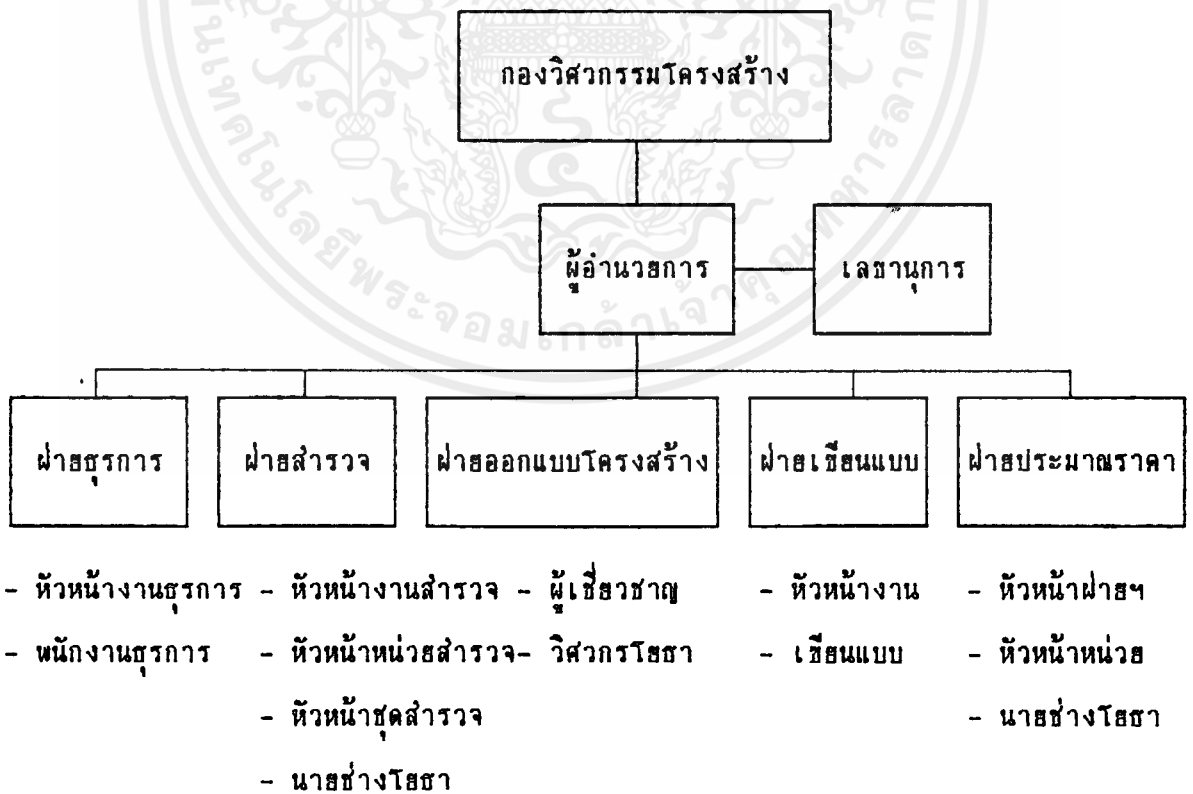 กองวิศวกรรมโครงสร้าง
ผู้อำนวยการ
เลขานุการ
ฝ่ายธุรการ
ฝ่ายสำรวจ
ฝ่ายออกแบบโครงสร้าง
ฝ่ายเขียนแบบ
ฝ่ายประมาณราคา
- หัวหน้างานธุรการ
- พนักงานธุรการ
- หัวหน้างานสำรวจ
- หัวหน้าหน่วยสำรวจ
- หัวหน้าชุดสำรวจ
- นายช่างโยธา
- ผู้เชี่ยวชาญ
- วิศวกรโยธา
- หัวหน้างาน
- เขียนแบบ
- หัวหน้าฝ่ายฯ
- หัวหน้าหน่วย
- นายช่างโยธา